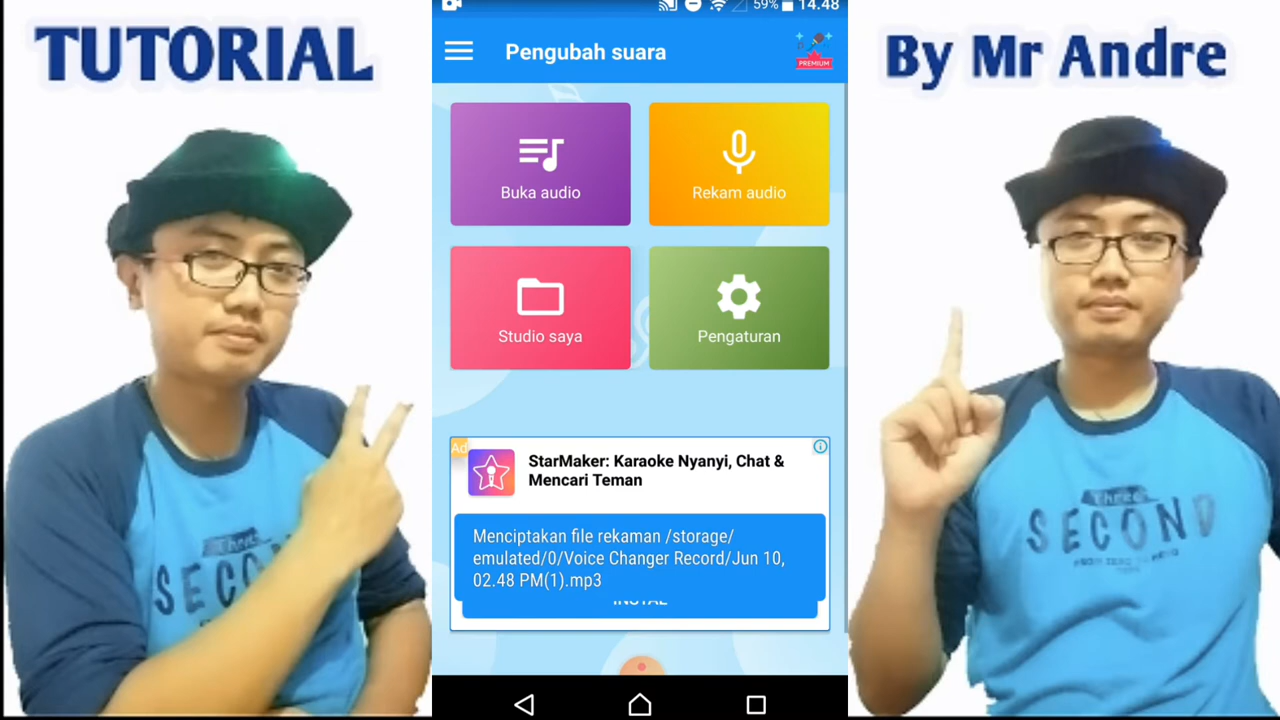 TUTORIAL
By Mr Andre
59%
14.48
Pengubah suara
PREMIUM
Buka audio
Rekam audio
Studio saya
Pengaturan
Ad
StarMaker: Karaoke Nyanyi, Chat &
Mencari Teman
Menciptakan file rekaman /storage/
emulated/0/Voice Changer Record/Jun 10,
02.48 PM(1).mp3
INSTAL
Three
SECOND
Three
SECOND